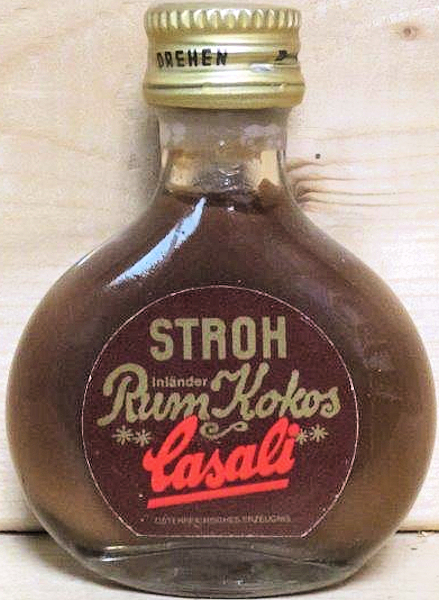 DREHEN
STROH
Inländer
Rum Kokos
Casali
ÖSTERREICHISCHES ERZEUGNIS